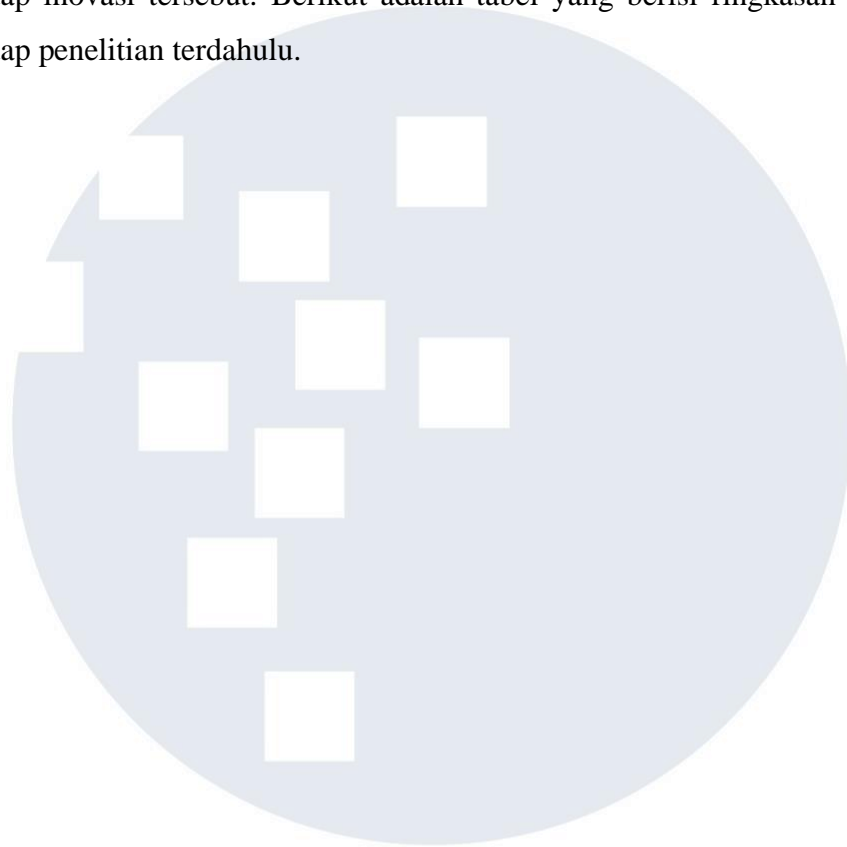 ap inovasi tersebut. Berikut adalah tabel yang berisi ringkasan
ap penelitian terdahulu.